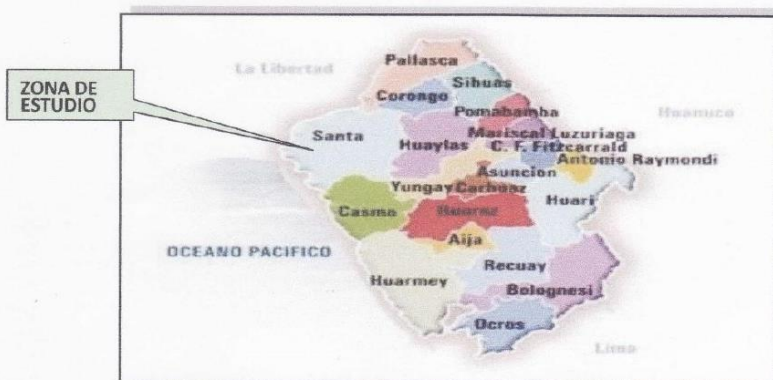 Pallasca
La Libertad
Sihuas
ZONA DE
ESTUDIO
Corongo
Pomabamba
Huanuco
Santa
Mariscal Luzuriaga
Huaylas
C. F. Fitzcarrald
Antonio Raymondi
Asuncion
Yungay
Carhuaz
Huari
Casma
Huaraz
Aija
OCEANO PACIFICO
Recuay
Huarmey
Bolognesi
Ocros
Lima